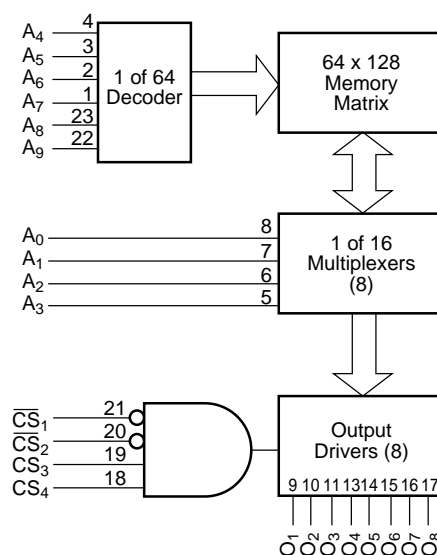 A4 4
A5 3
A6 2
A7 1
A8 23
A9 22
1 of 64
Decoder
64 x 128
Memory
Matrix
A0 8
A1 7
A2 6
A3 5
1 of 16
Multiplexers
(8)
C̅S̅1 21
C̅S̅2 20
CS3 19
CS4 18
Output
Drivers (8)
9 10 11 13 14 15 16 17
O1 O2 O3 O4 O5 O6 O7 O8